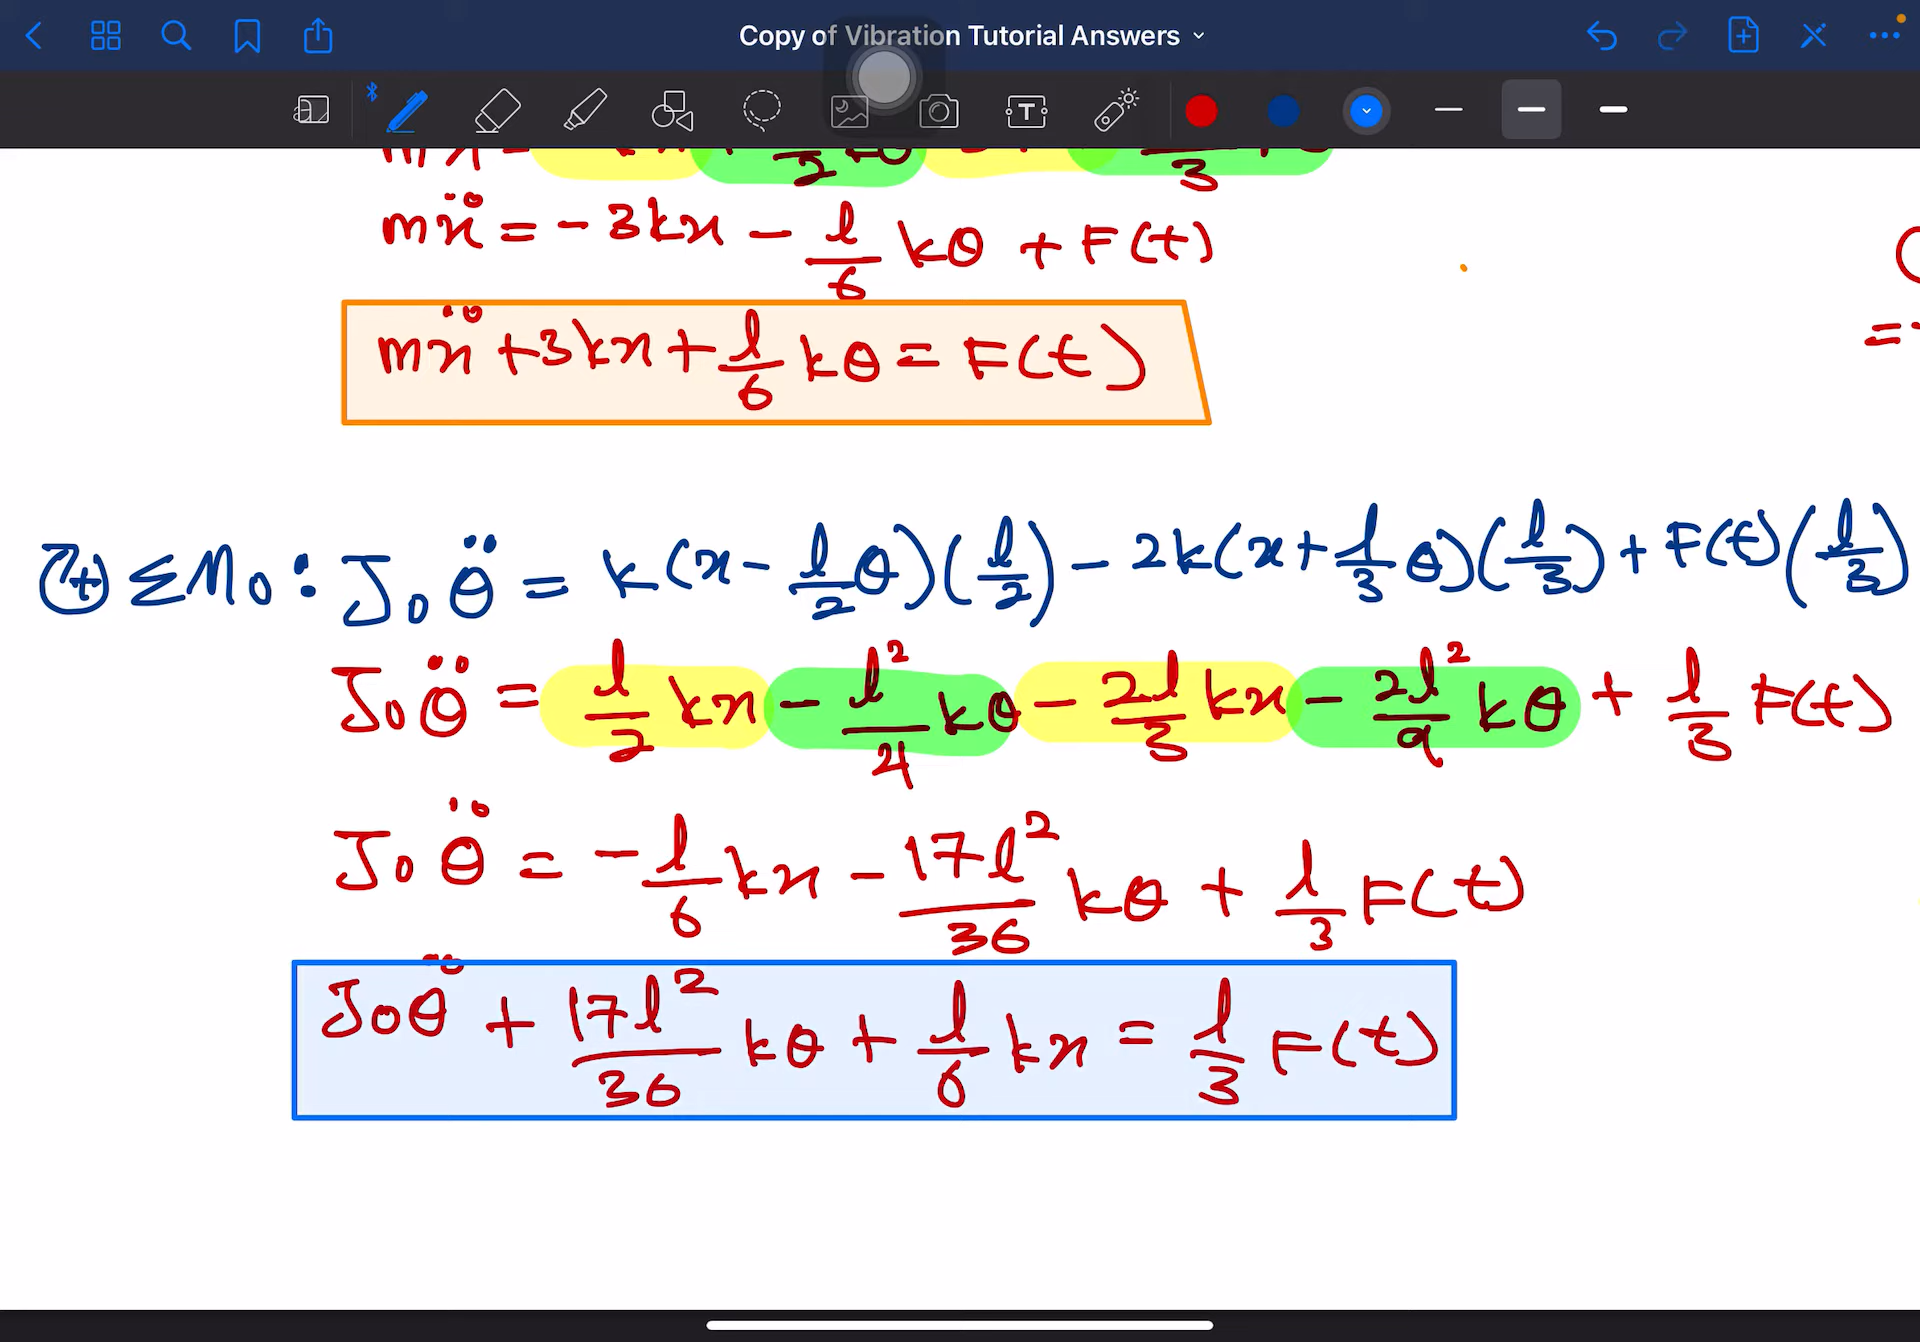 Copy of Vibration Tutorial Answers
mẍ = -3kx - l/6 kθ + F(t)
mẍ + 3kx + l/6 kθ = F(t)
=
+ ΣM₀ : J₀θ̈ = k(x - l/2 θ)(l/2) - 2k(x + l/3 θ)(l/3) + F(t)(l/3)
J₀θ̈ = l/2 kx - l²/4 kθ - 2l/3 kx - 2l²/9 kθ + l/3 F(t)
J₀θ̈ = -l/6 kx - 17l²/36 kθ + l/3 F(t)
J₀θ̈ + 17l²/36 kθ + l/6 kx = l/3 F(t)